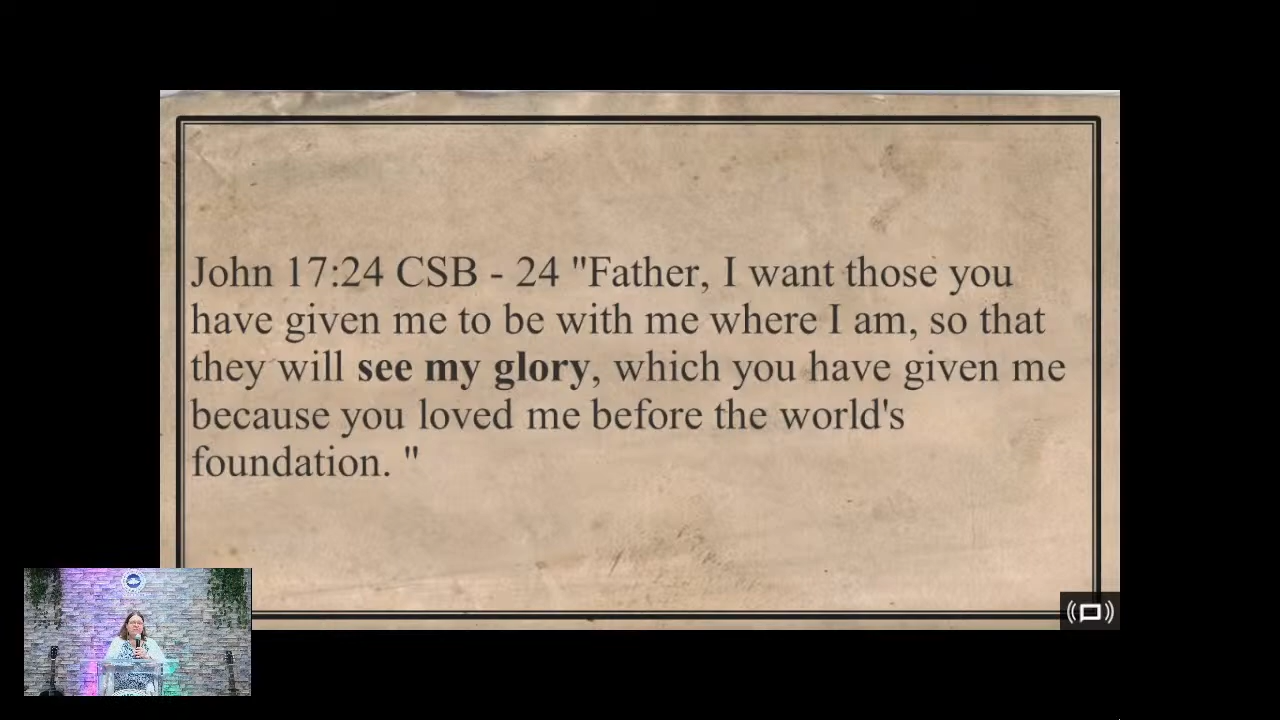 John 17:24 CSB - 24 "Father, I want those you
have given me to be with me where I am, so that
they will see my glory, which you have given me
because you loved me before the world's
foundation. "